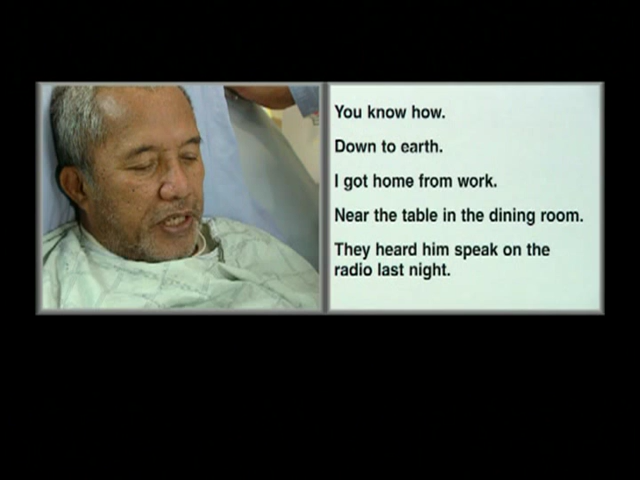 You know how.
Down to earth.
I got home from work.
Near the table in the dining room.
They heard him speak on the
radio last night.